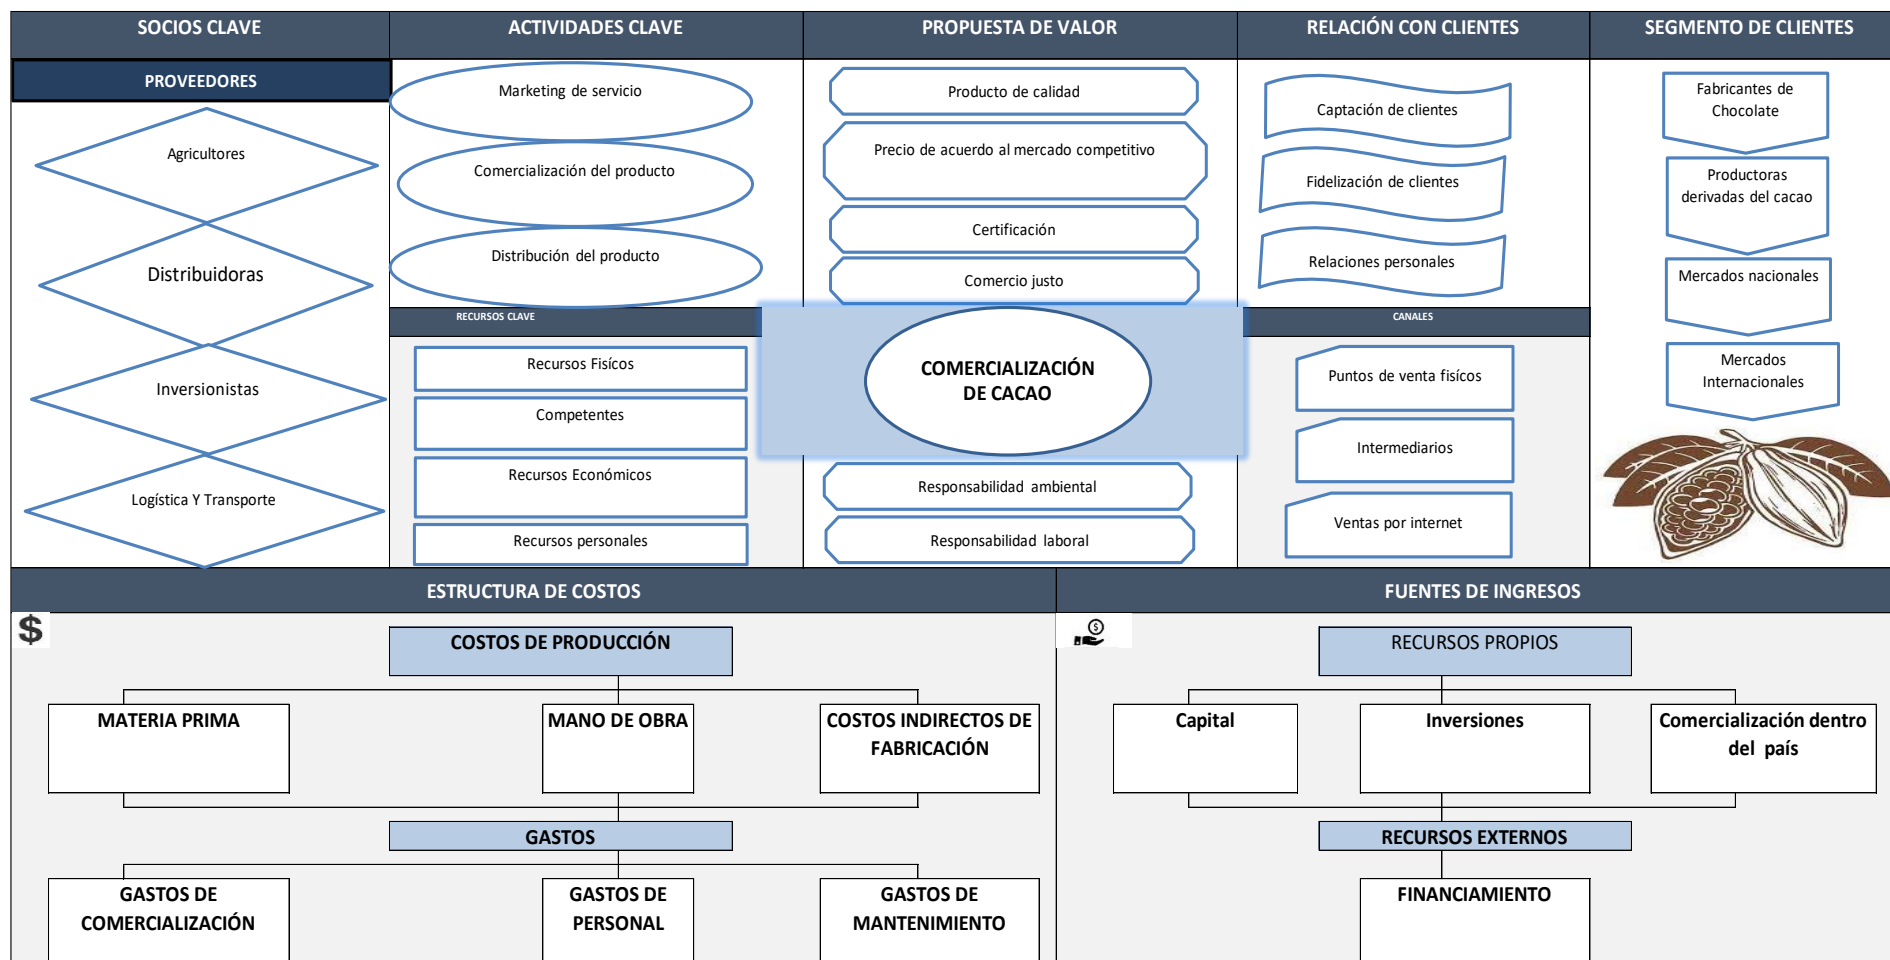 SOCIOS CLAVE
ACTIVIDADES CLAVE
PROPUESTA DE VALOR
RELACIÓN CON CLIENTES
SEGMENTO DE CLIENTES
PROVEEDORES
Agricultores
Distribuidoras
Inversionistas
Logística Y Transporte
Marketing de servicio
Comercialización del producto
Distribución del producto
RECURSOS CLAVE
Recursos Fisícos
Competentes
Recursos Económicos
Recursos personales
Producto de calidad
Precio de acuerdo al mercado competitivo
Certificación
Comercio justo
COMERCIALIZACIÓN
DE CACAO
Responsabilidad ambiental
Responsabilidad laboral
Captación de clientes
Fidelización de clientes
Relaciones personales
CANALES
Puntos de venta fisícos
Intermediarios
Ventas por internet
Fabricantes de
Chocolate
Productoras
derivadas del cacao
Mercados nacionales
Mercados
Internacionales
ESTRUCTURA DE COSTOS
$
COSTOS DE PRODUCCIÓN
MATERIA PRIMA
MANO DE OBRA
COSTOS INDIRECTOS DE
FABRICACIÓN
GASTOS
GASTOS DE
COMERCIALIZACIÓN
GASTOS DE
PERSONAL
GASTOS DE
MANTENIMIENTO
FUENTES DE INGRESOS
$
RECURSOS PROPIOS
Capital
Inversiones
Comercialización dentro
del país
RECURSOS EXTERNOS
FINANCIAMIENTO